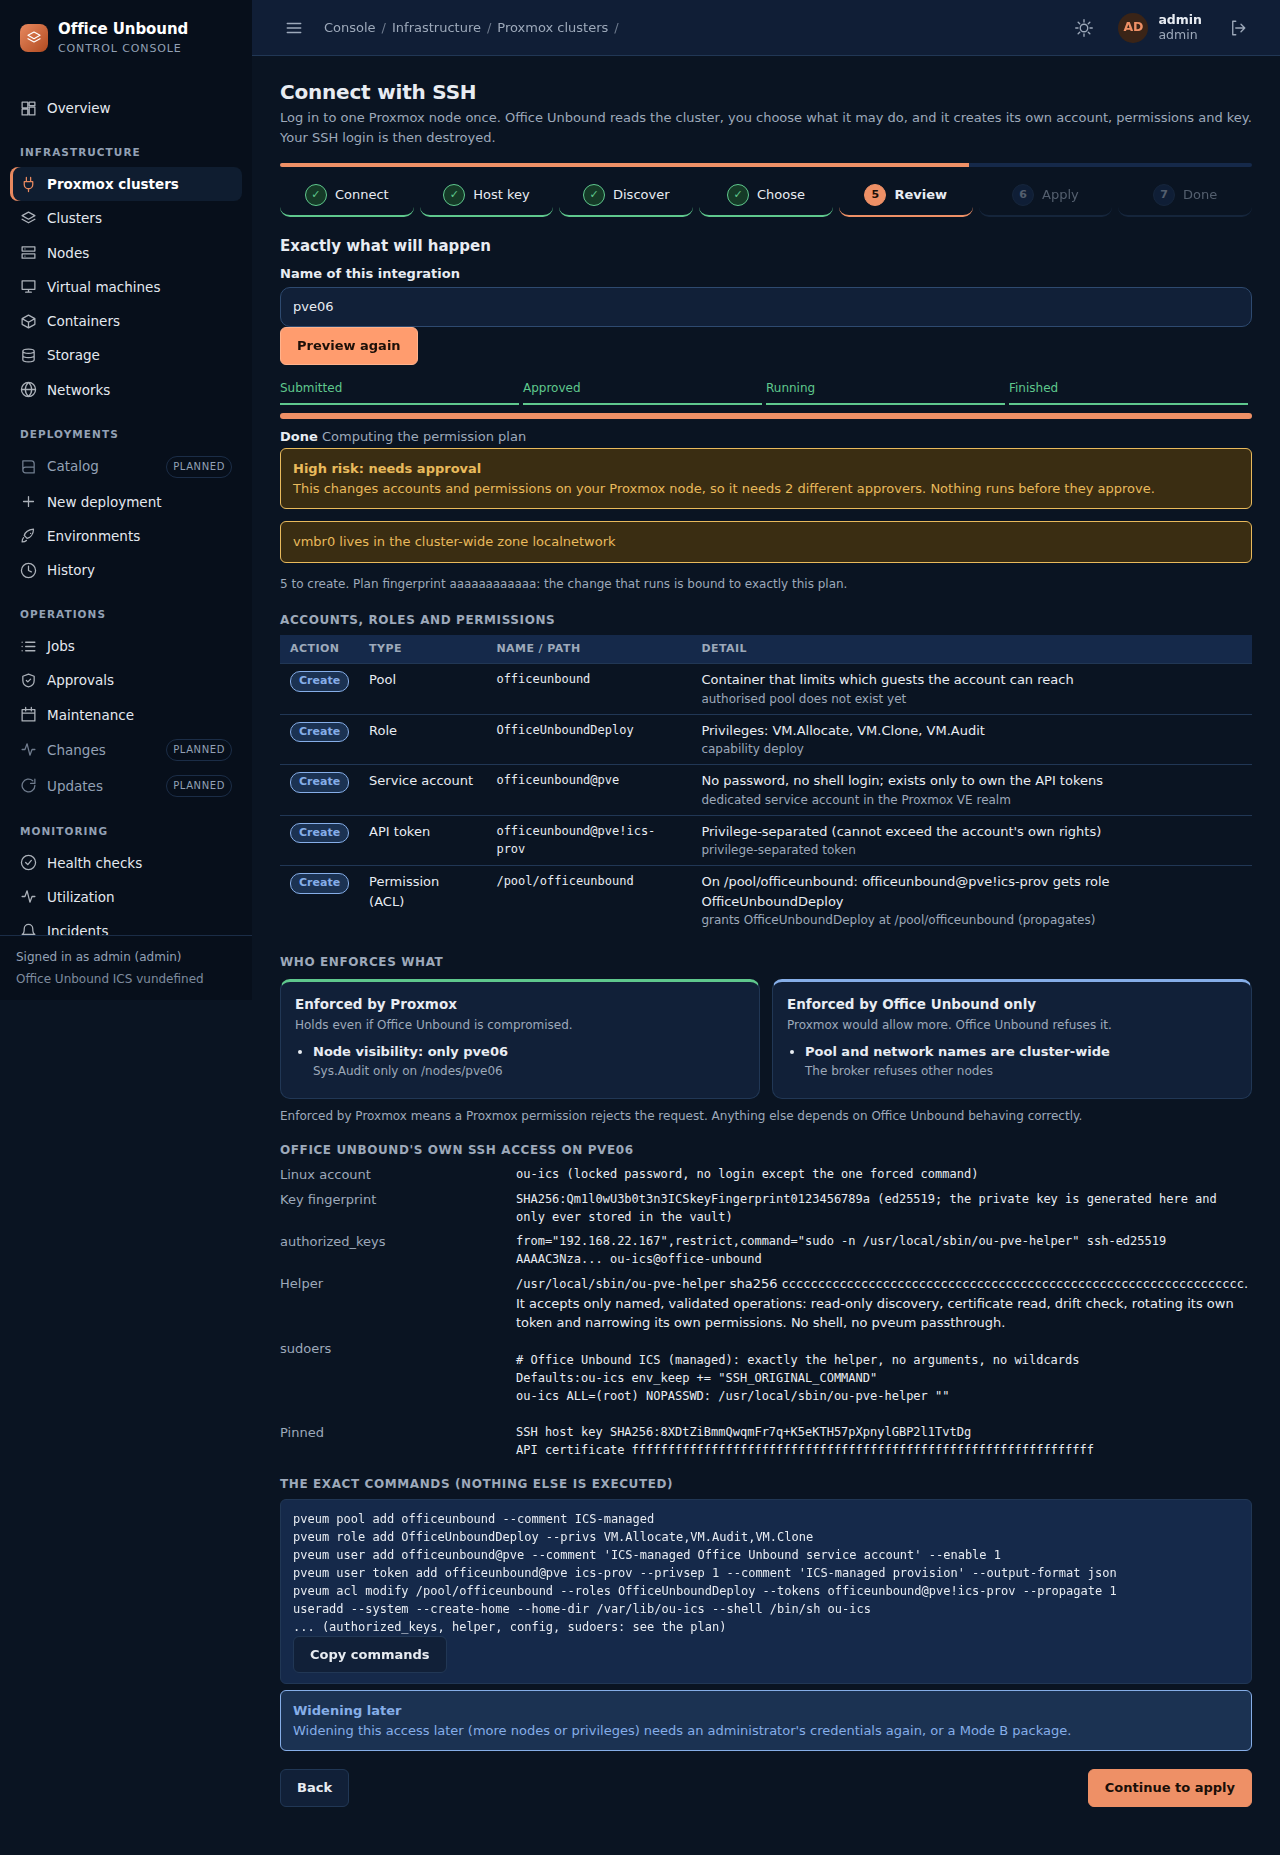 Office Unbound
CONTROL CONSOLE
Overview
INFRASTRUCTURE
Proxmox clusters
Clusters
Nodes
Virtual machines
Containers
Storage
Networks
DEPLOYMENTS
Catalog PLANNED
New deployment
Environments
History
OPERATIONS
Jobs
Approvals
Maintenance
Changes PLANNED
Updates PLANNED
MONITORING
Health checks
Utilization
Incidents
Signed in as admin (admin)
Office Unbound ICS vundefined
Console / Infrastructure / Proxmox clusters /
AD
admin
admin
Connect with SSH
Log in to one Proxmox node once. Office Unbound reads the cluster, you choose what it may do, and it creates its own account, permissions and key.
Your SSH login is then destroyed.
✓ Connect ✓ Host key ✓ Discover ✓ Choose 5 Review 6 Apply 7 Done
Exactly what will happen
Name of this integration
pve06
Preview again
Submitted Approved Running Finished
Done Computing the permission plan
High risk: needs approval
This changes accounts and permissions on your Proxmox node, so it needs 2 different approvers. Nothing runs before they approve.
vmbr0 lives in the cluster-wide zone localnetwork
5 to create. Plan fingerprint aaaaaaaaaaaa: the change that runs is bound to exactly this plan.
ACCOUNTS, ROLES AND PERMISSIONS
ACTION TYPE NAME / PATH DETAIL
Create Pool officeunbound Container that limits which guests the account can reach
authorised pool does not exist yet
Create Role OfficeUnboundDeploy Privileges: VM.Allocate, VM.Clone, VM.Audit
capability deploy
Create Service account officeunbound@pve No password, no shell login; exists only to own the API tokens
dedicated service account in the Proxmox VE realm
Create API token officeunbound@pve!ics- Privilege-separated (cannot exceed the account's own rights)
prov privilege-separated token
Create Permission /pool/officeunbound On /pool/officeunbound: officeunbound@pve!ics-prov gets role
(ACL) OfficeUnboundDeploy
grants OfficeUnboundDeploy at /pool/officeunbound (propagates)
WHO ENFORCES WHAT
Enforced by Proxmox
Holds even if Office Unbound is compromised.
• Node visibility: only pve06
Sys.Audit only on /nodes/pve06
Enforced by Office Unbound only
Proxmox would allow more. Office Unbound refuses it.
• Pool and network names are cluster-wide
The broker refuses other nodes
Enforced by Proxmox means a Proxmox permission rejects the request. Anything else depends on Office Unbound behaving correctly.
OFFICE UNBOUND'S OWN SSH ACCESS ON PVE06
Linux account ou-ics (locked password, no login except the one forced command)
Key fingerprint SHA256:Qm1l0wU3b0t3n3ICSkeyFingerprint0123456789a (ed25519; the private key is generated here and
only ever stored in the vault)
authorized_keys from="192.168.22.167",restrict,command="sudo -n /usr/local/sbin/ou-pve-helper" ssh-ed25519
AAAAC3Nza... ou-ics@office-unbound
Helper /usr/local/sbin/ou-pve-helper sha256 cccccccccccccccccccccccccccccccccccccccccccccccccccccccccccccccc.
It accepts only named, validated operations: read-only discovery, certificate read, drift check, rotating its own
token and narrowing its own permissions. No shell, no pveum passthrough.
sudoers
# Office Unbound ICS (managed): exactly the helper, no arguments, no wildcards
Defaults:ou-ics env_keep += "SSH_ORIGINAL_COMMAND"
ou-ics ALL=(root) NOPASSWD: /usr/local/sbin/ou-pve-helper ""
Pinned SSH host key SHA256:8XDtZiBmmQwqmFr7q+K5eKTH57pXpnylGBP2l1TvtDg
API certificate ffffffffffffffffffffffffffffffffffffffffffffffffffffffffffffffff
THE EXACT COMMANDS (NOTHING ELSE IS EXECUTED)
pveum pool add officeunbound --comment ICS-managed
pveum role add OfficeUnboundDeploy --privs VM.Allocate,VM.Audit,VM.Clone
pveum user add officeunbound@pve --comment 'ICS-managed Office Unbound service account' --enable 1
pveum user token add officeunbound@pve ics-prov --privsep 1 --comment 'ICS-managed provision' --output-format json
pveum acl modify /pool/officeunbound --roles OfficeUnboundDeploy --tokens officeunbound@pve!ics-prov --propagate 1
useradd --system --create-home --home-dir /var/lib/ou-ics --shell /bin/sh ou-ics
... (authorized_keys, helper, config, sudoers: see the plan)
Copy commands
Widening later
Widening this access later (more nodes or privileges) needs an administrator's credentials again, or a Mode B package.
Back Continue to apply